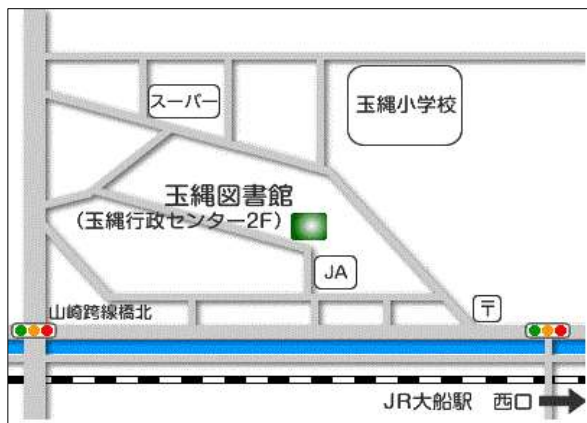 スーパー
玉縄小学校
玉縄図書館
(玉縄行政センター2F)
JA
山崎跨線橋北
〒
JR大船駅 西口